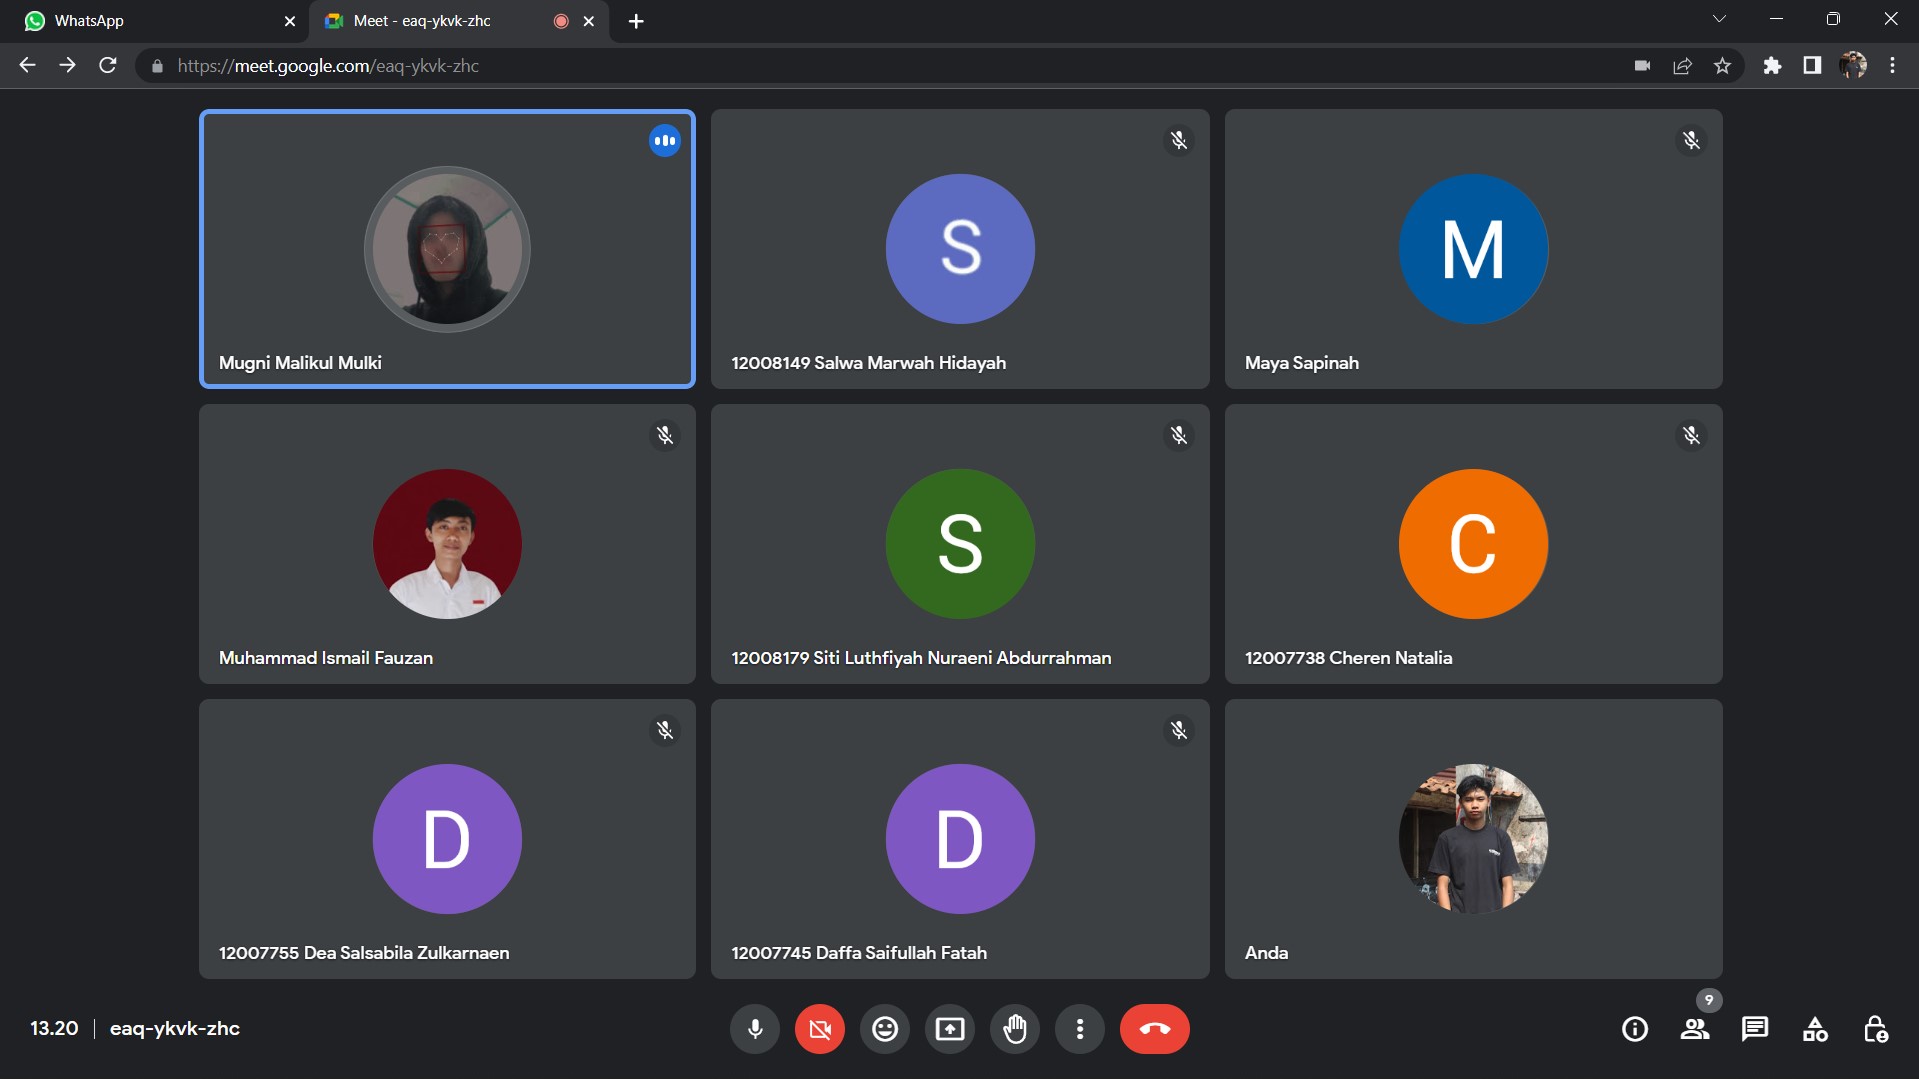 WhatsApp
Meet - eaq-ykvk-zhc
https://meet.google.com/eaq-ykvk-zhc
Mugni Malikul Mulki
S
12008149 Salwa Marwah Hidayah
M
Maya Sapinah
Muhammad Ismail Fauzan
S
12008179 Siti Luthfiyah Nuraeni Abdurrahman
C
12007738 Cheren Natalia
D
12007755 Dea Salsabila Zulkarnaen
D
12007745 Daffa Saifullah Fatah
Anda
13.20 | eaq-ykvk-zhc
9